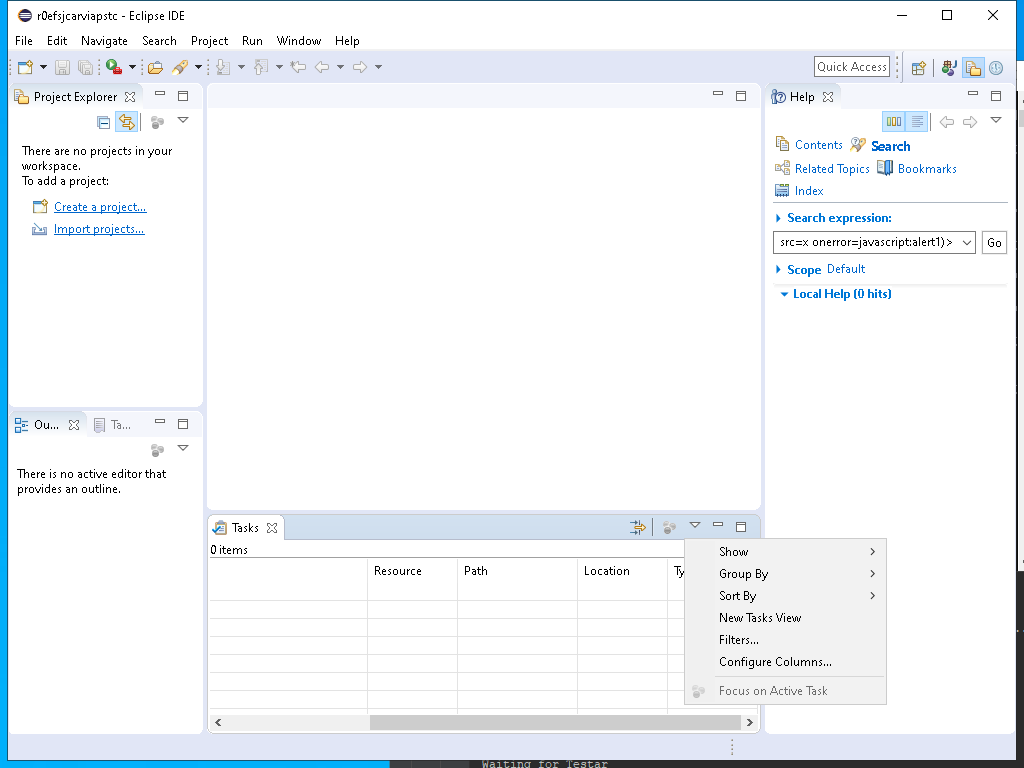 r0efsjcarviapstc - Eclipse IDE
File Edit Navigate Search Project Run Window Help
Quick Access
Project Explorer
There are no projects in your
workspace.
To add a project:
Create a project...
Import projects...
Ou... Ta...
There is no active editor that
provides an outline.
Tasks
0 items
Resource Path Location Ty
Show
Group By
Sort By
New Tasks View
Filters...
Configure Columns...
Focus on Active Task
Help
Contents Search
Related Topics Bookmarks
Index
Search expression:
src=x onerror=javascript:alert1)> Go
Scope Default
Local Help (0 hits)
Waiting for Testar